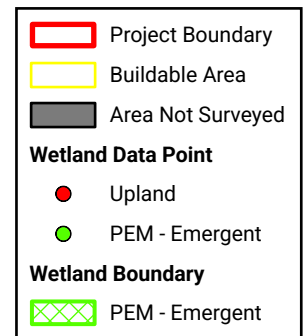 Project Boundary
Buildable Area
Area Not Surveyed
Wetland Data Point
Upland
PEM - Emergent
Wetland Boundary
PEM - Emergent